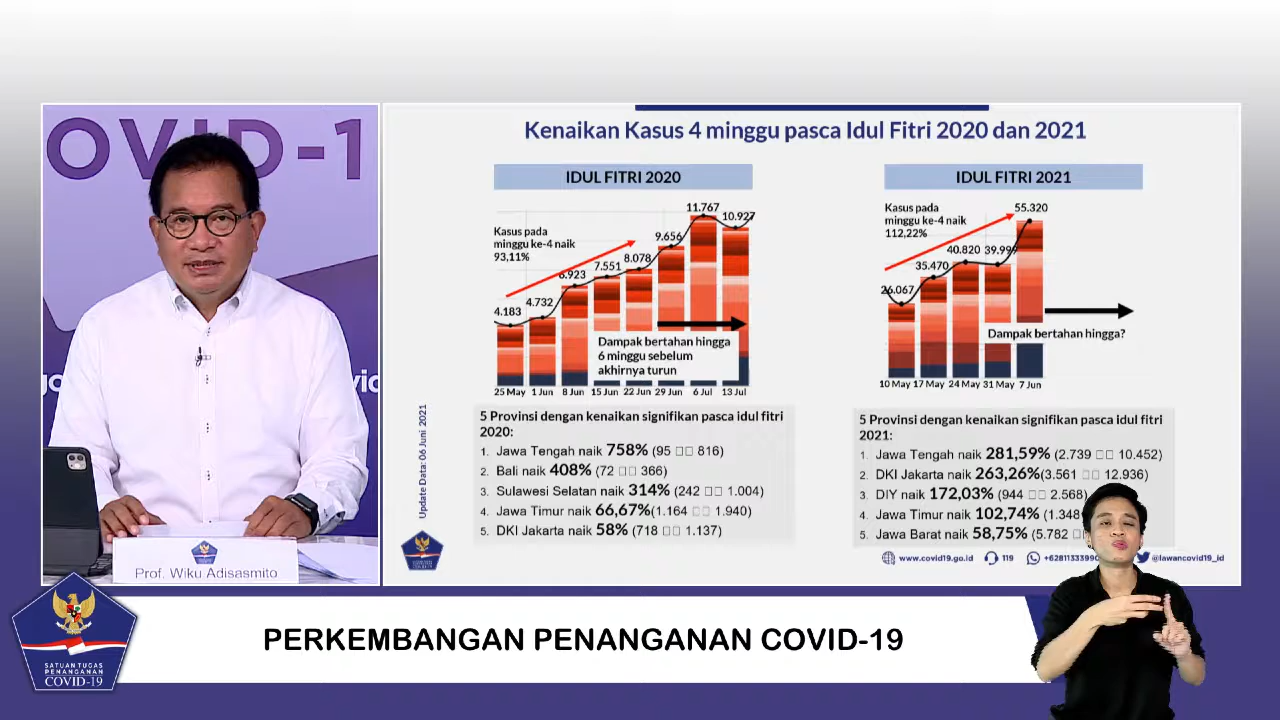 OVID-1
Kenaikan Kasus 4 minggu pasca Idul Fitri 2020 dan 2021
IDUL FITRI 2020
Kasus pada
minggu ke-4 naik
93,11%
4.183
4.732
6.923
7.551
8.078
9.656
11.767
10.927
Dampak bertahan hingga
6 minggu sebelum
akhirnya turun
25 May 1 Jun 8 Jun 15 Jun 22 Jun 29 Jun 6 Jul 13 Jul
IDUL FITRI 2021
Kasus pada
minggu ke-4 naik
112,22%
26.067
35.470
40.820
39.999
55.320
Dampak bertahan hingga?
10 May 17 May 24 May 31 May 7 Jun
Update Data: 06 Juni 2021
5 Provinsi dengan kenaikan signifikan pasca idul fitri
2020:
1. Jawa Tengah naik 758% (95 □□ 816)
2. Bali naik 408% (72 □□ 366)
3. Sulawesi Selatan naik 314% (242 □□ 1.004)
4. Jawa Timur naik 66,67%(1.164 □□ 1.940)
5. DKI Jakarta naik 58% (718 □□ 1.137)
5 Provinsi dengan kenaikan signifikan pasca idul fitri
2021:
1. Jawa Tengah naik 281,59% (2.739 □□ 10.452)
2. DKI Jakarta naik 263,26%(3.561 □□ 12.936)
3. DIY naik 172,03% (944 □□ 2.568)
4. Jawa Timur naik 102,74% (1.348
5. Jawa Barat naik 58,75% (5.782
www.covid19.go.id 119 +6281133399 @lawancovid19_id
Prof. Wiku Adisasmito
PERKEMBANGAN PENANGANAN COVID-19
SATUAN TUGAS
PENANGANAN
COVID-19